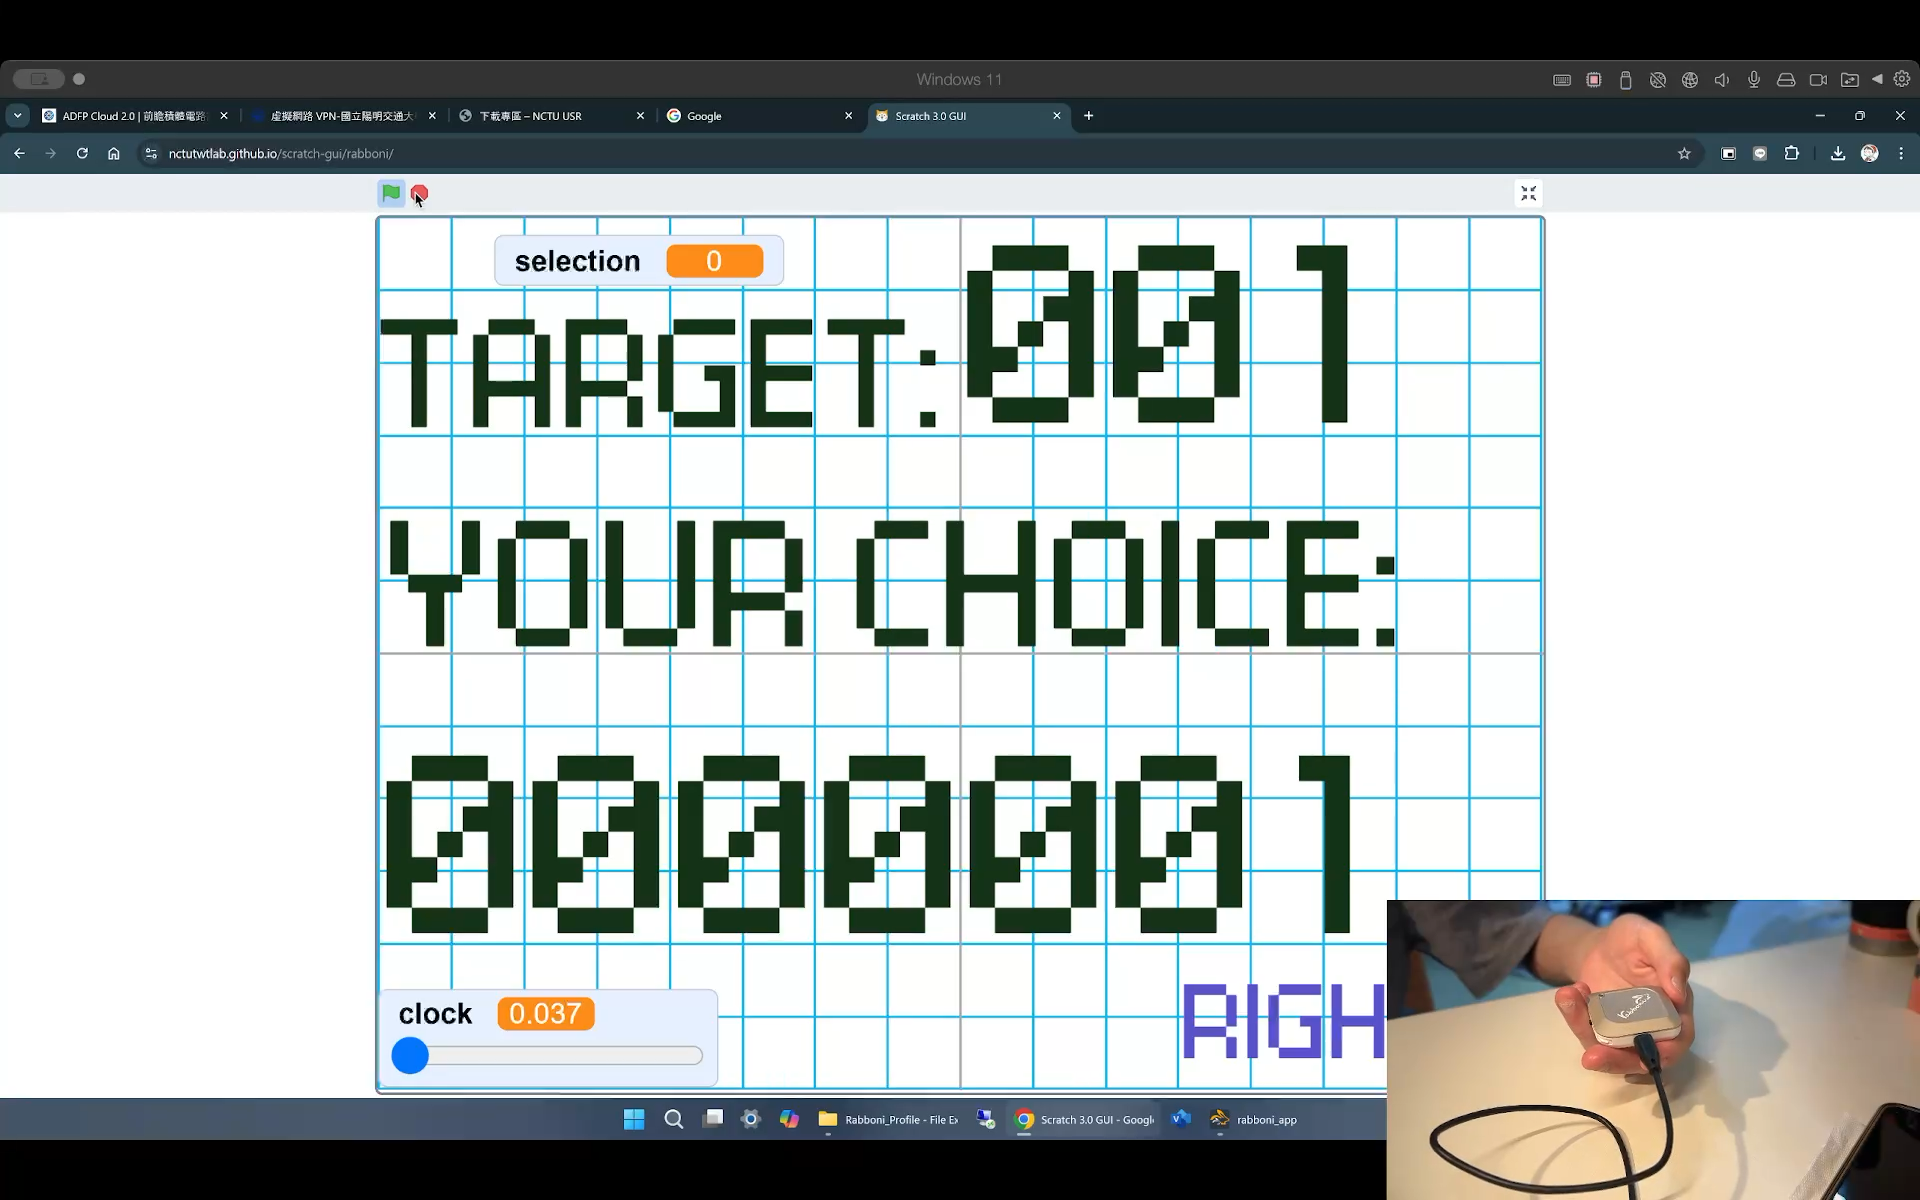 Windows 11
ADFP Cloud 2.0 | 前瞻積體電路
虛擬網路 VPN-國立陽明交通大
下載專區 – NCTU USR
Google
Scratch 3.0 GUI
nctutwtlab.github.io/scratch-gui/rabboni/
selection 0
TARGET: 001
YOUR CHOICE:
0000001
clock 0.037
RIGH
Rabboni_Profile - File Ex
Scratch 3.0 GUI - Google
rabboni_app